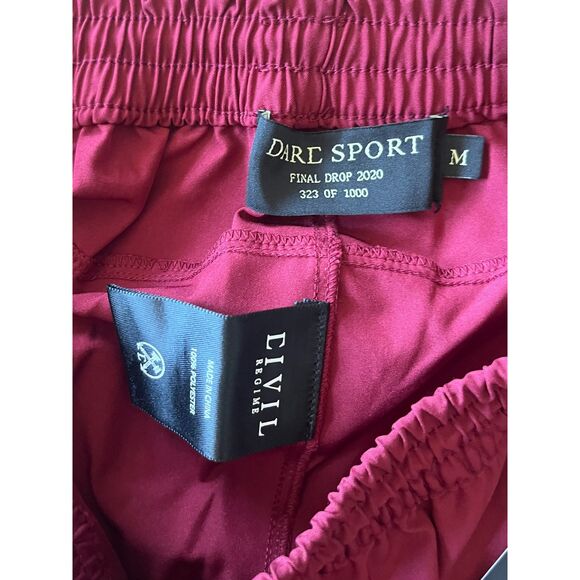 DARE SPORT
FINAL DROP 2020
323 OF 1000
M
CIVIL
REGIME
MADE IN CHINA
100% POLYESTER